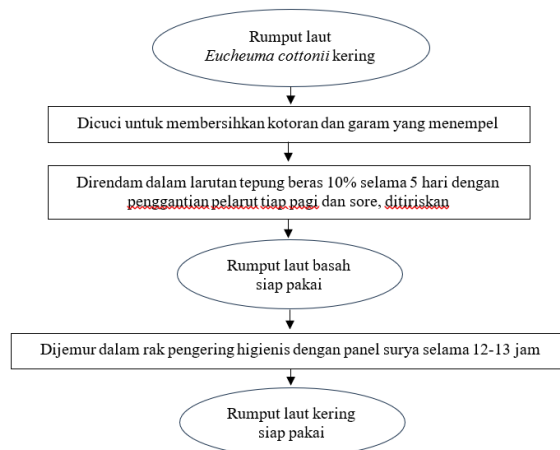 Rumput laut
Eucheuma cottonii kering
Dicuci untuk membersihkan kotoran dan garam yang menempel
Direndam dalam larutan tepung beras 10% selama 5 hari dengan
penggantian pelarut tiap pagi dan sore, ditiriskan
Rumput laut basah
siap pakai
Dijemur dalam rak pengering higienis dengan panel surya selama 12-13 jam
Rumput laut kering
siap pakai